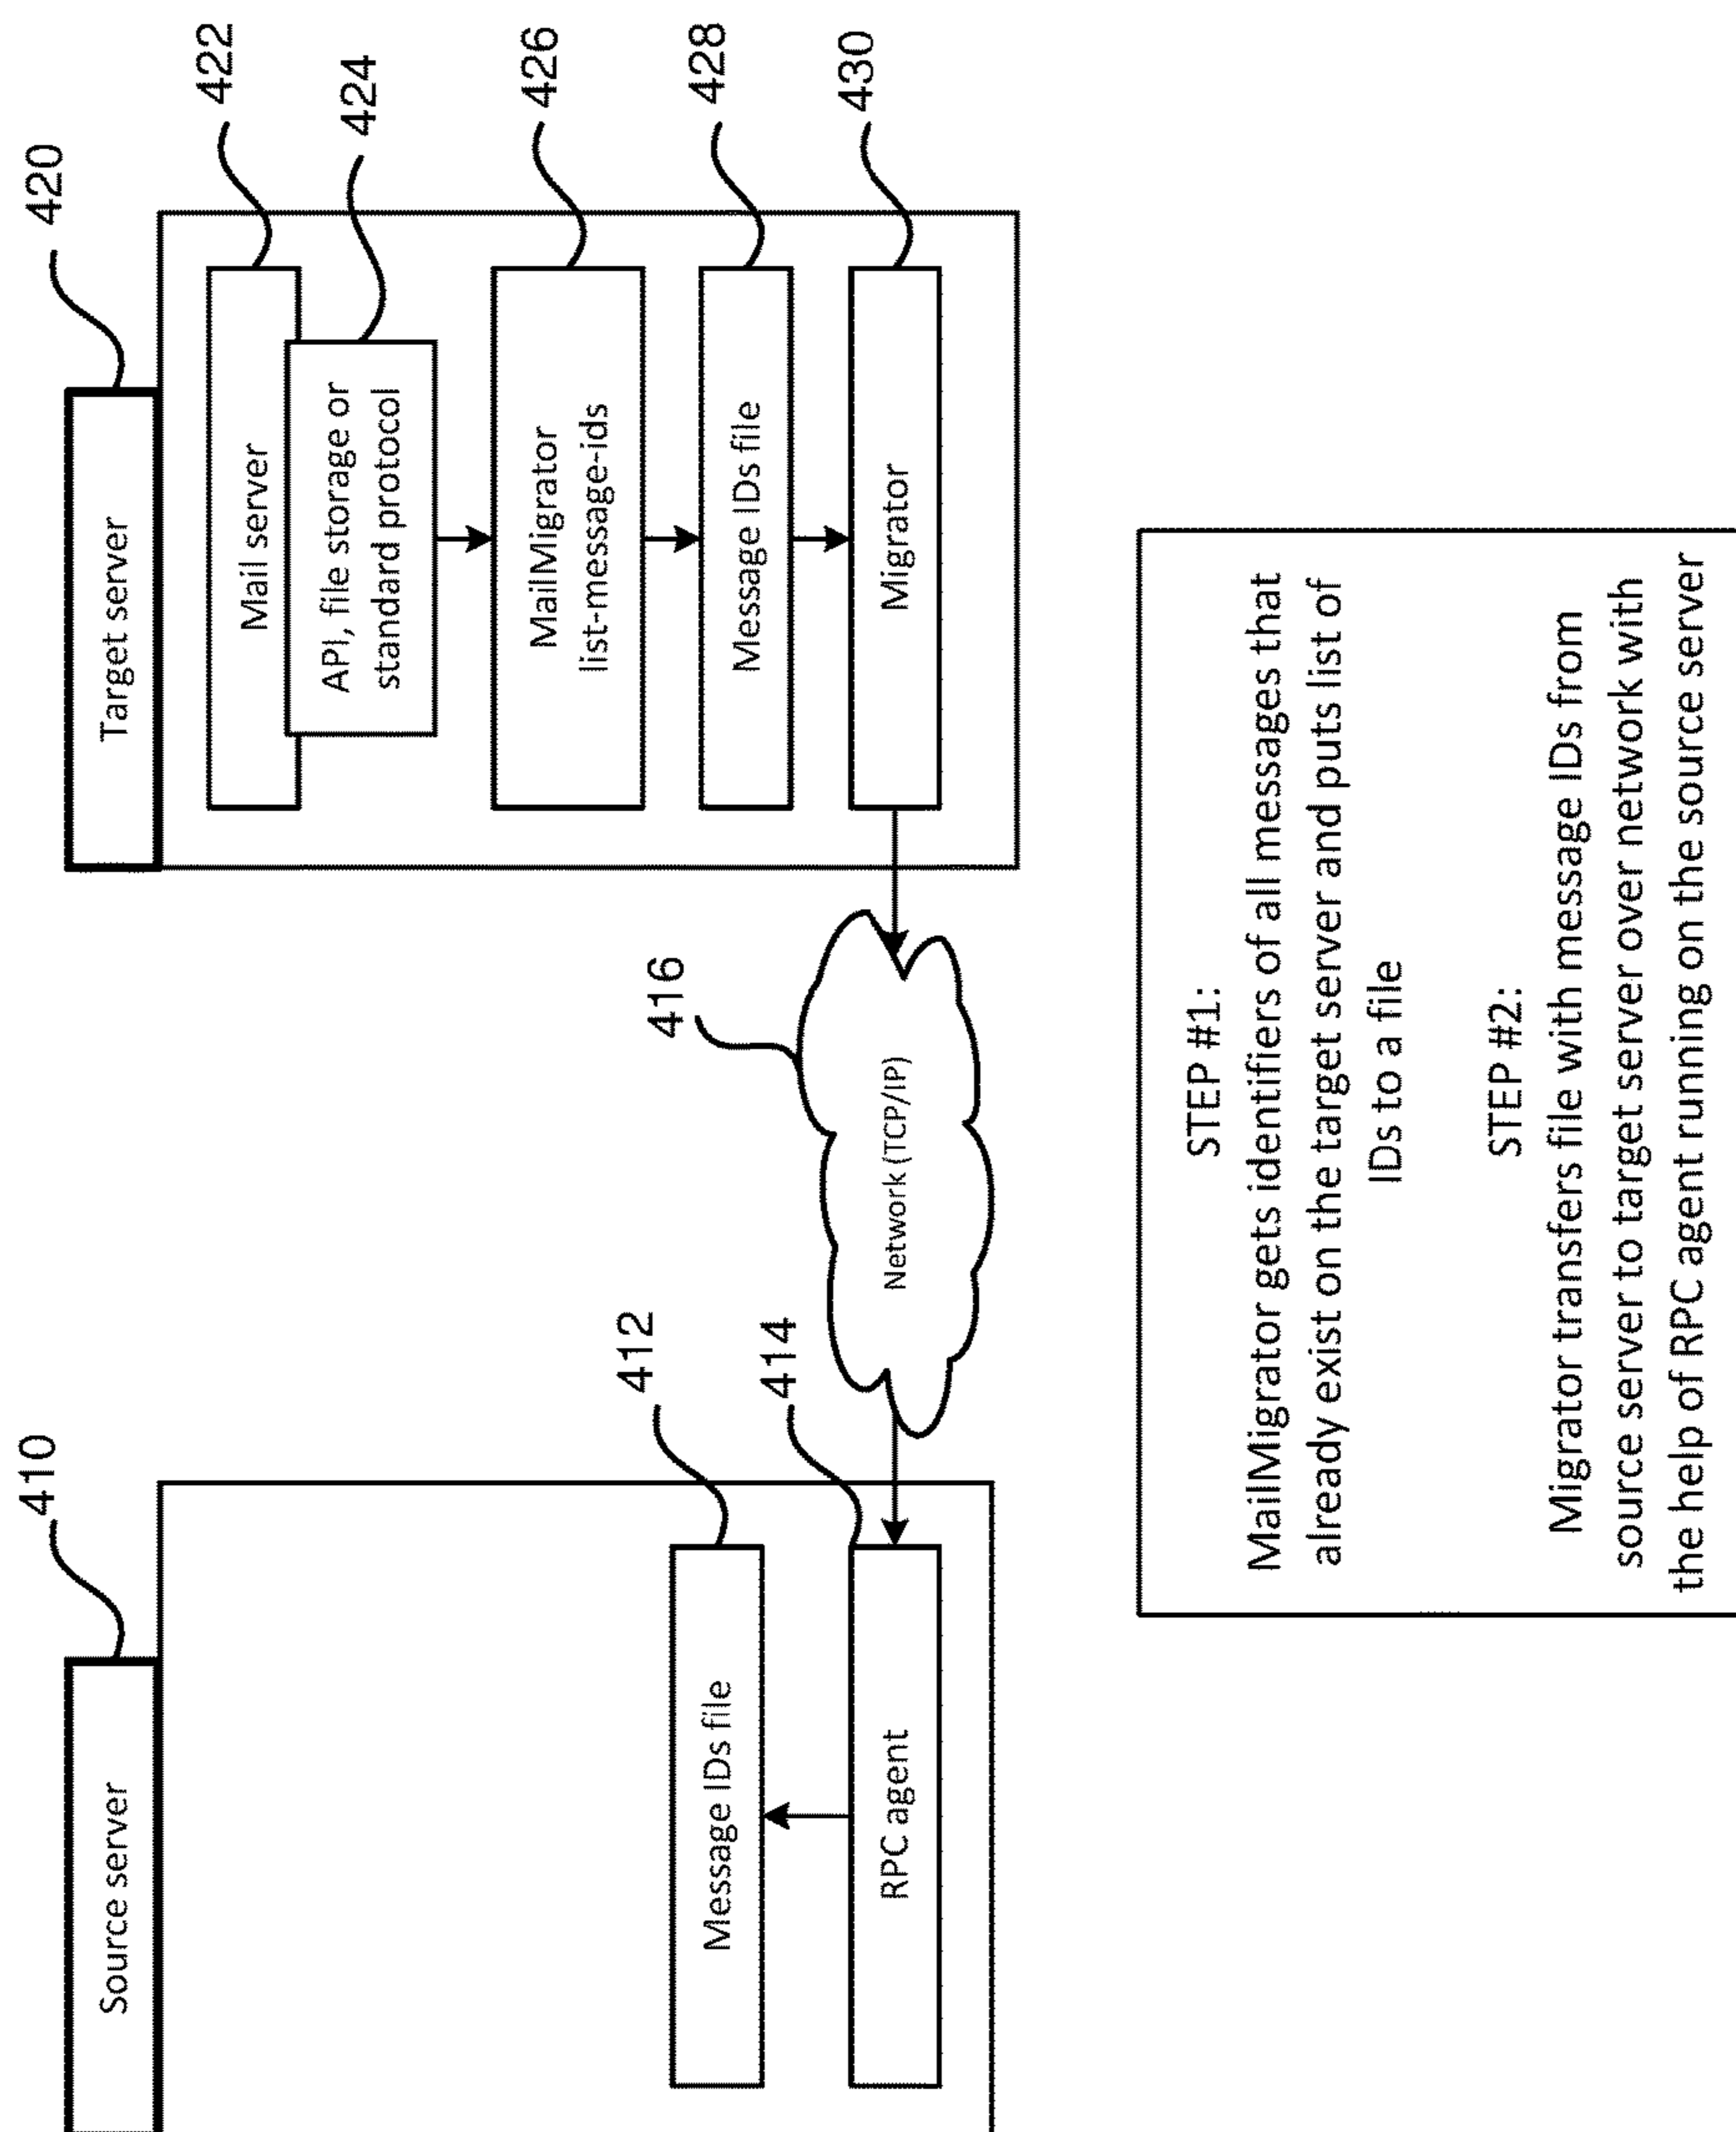 410
Source server
412
Message IDs file
414
RPC agent
416
Network (TCP/IP)
420
Target server
422
Mail server
424
API, file storage or
standard protocol
426
MailMigrator
list-message-ids
428
Message IDs file
430
Migrator
STEP #1:
MailMigrator gets identifiers of all messages that
already exist on the target server and puts list of
IDs to a file
STEP #2:
Migrator transfers file with message IDs from
source server to target server over network with
the help of RPC agent running on the source server